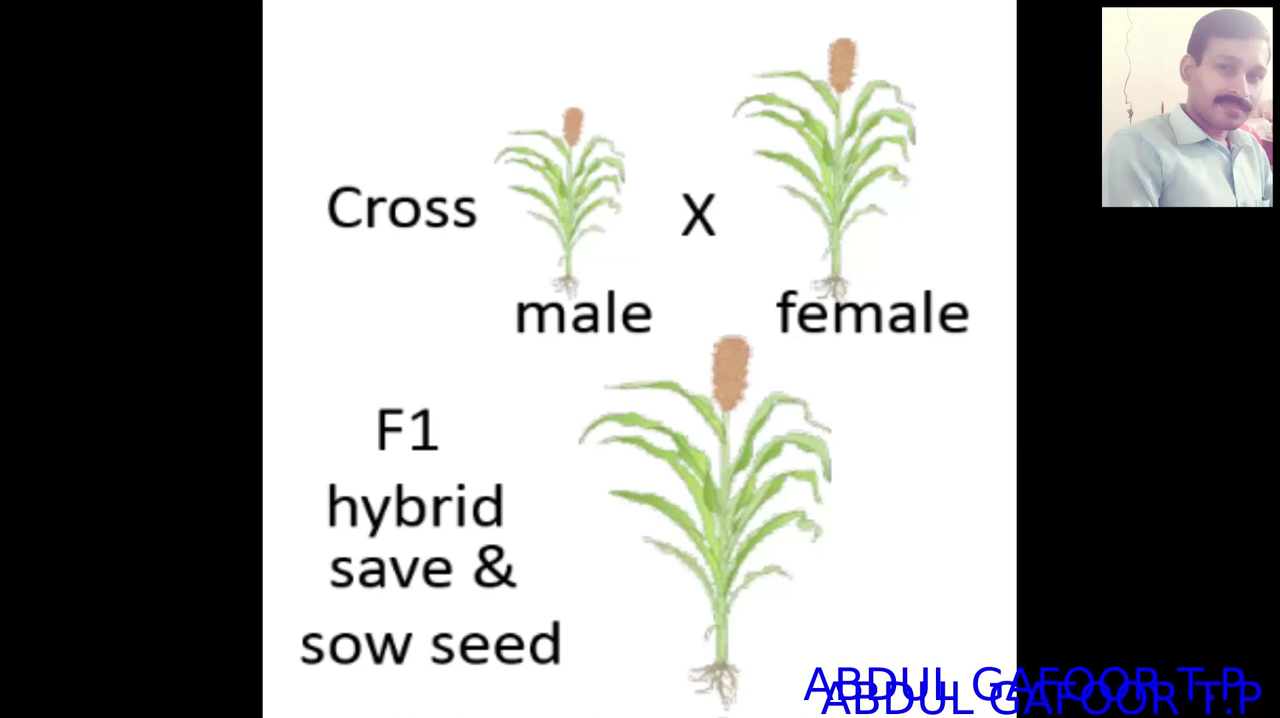 Cross
X
male
female
F1
hybrid
save &
sow seed
ABDUL GAFOOR T.P
ABDUL GAFOOR T.P